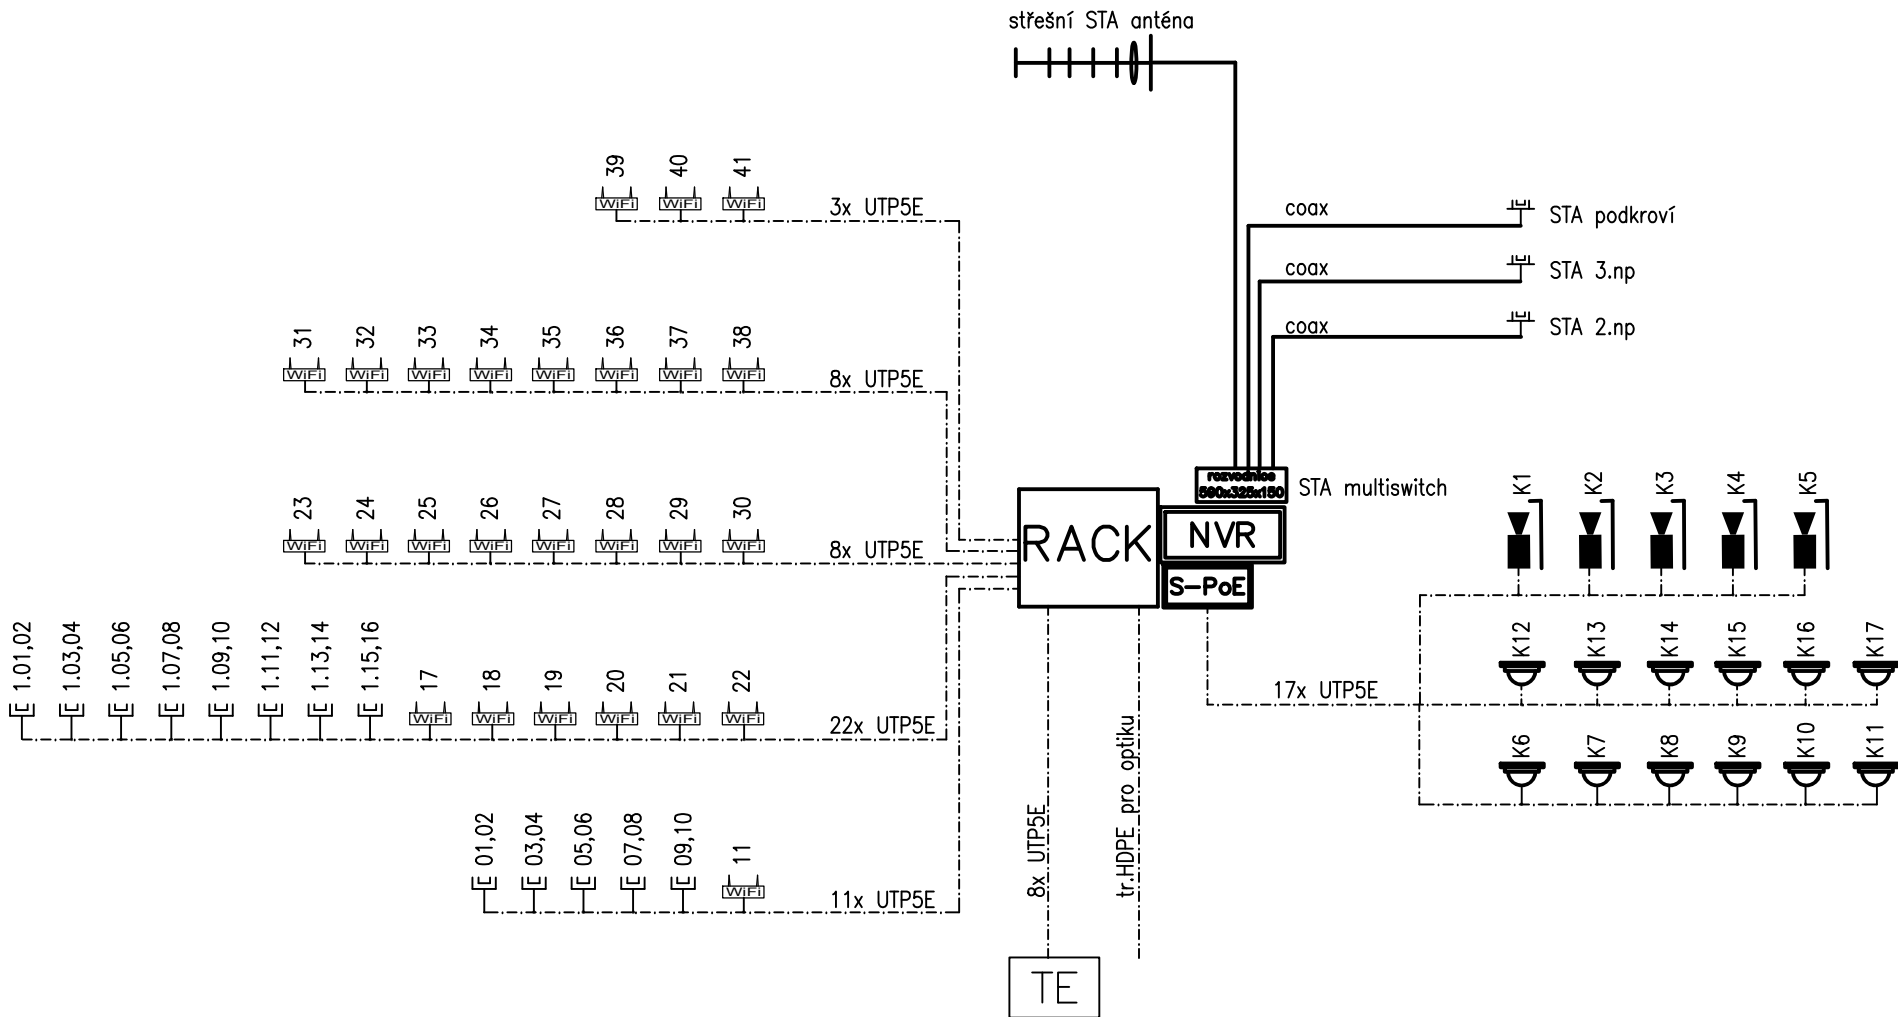 střešní STA anténa
39
40
41
WiFi
WiFi
WiFi
3x UTP5E
coax
STA podkroví
coax
STA 3.np
coax
STA 2.np
31
32
33
34
35
36
37
38
WiFi
WiFi
WiFi
WiFi
WiFi
WiFi
WiFi
WiFi
8x UTP5E
23
24
25
26
27
28
29
30
WiFi
WiFi
WiFi
WiFi
WiFi
WiFi
WiFi
WiFi
8x UTP5E
rozvodnice
590x325x150
STA multiswitch
RACK
NVR
S-PoE
K1
K2
K3
K4
K5
K12
K13
K14
K15
K16
K17
17x UTP5E
K6
K7
K8
K9
K10
K11
1.01,02
1.03,04
1.05,06
1.07,08
1.09,10
1.11,12
1.13,14
1.15,16
17
18
19
20
21
22
WiFi
WiFi
WiFi
WiFi
WiFi
WiFi
22x UTP5E
01,02
03,04
05,06
07,08
09,10
11
WiFi
11x UTP5E
8x UTP5E
tr.HDPE pro optiku
TE